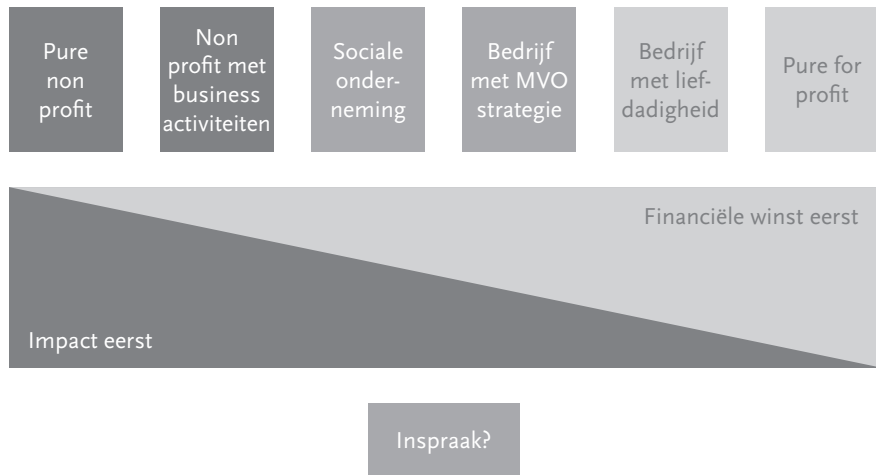 Pure
non
profit
Non
profit met
business
activiteiten
Sociale
onder-
neming
Bedrijf
met MVO
strategie
Bedrijf
met lief-
dadigheid
Pure for
profit
Financiële winst eerst
Impact eerst
Inspraak?